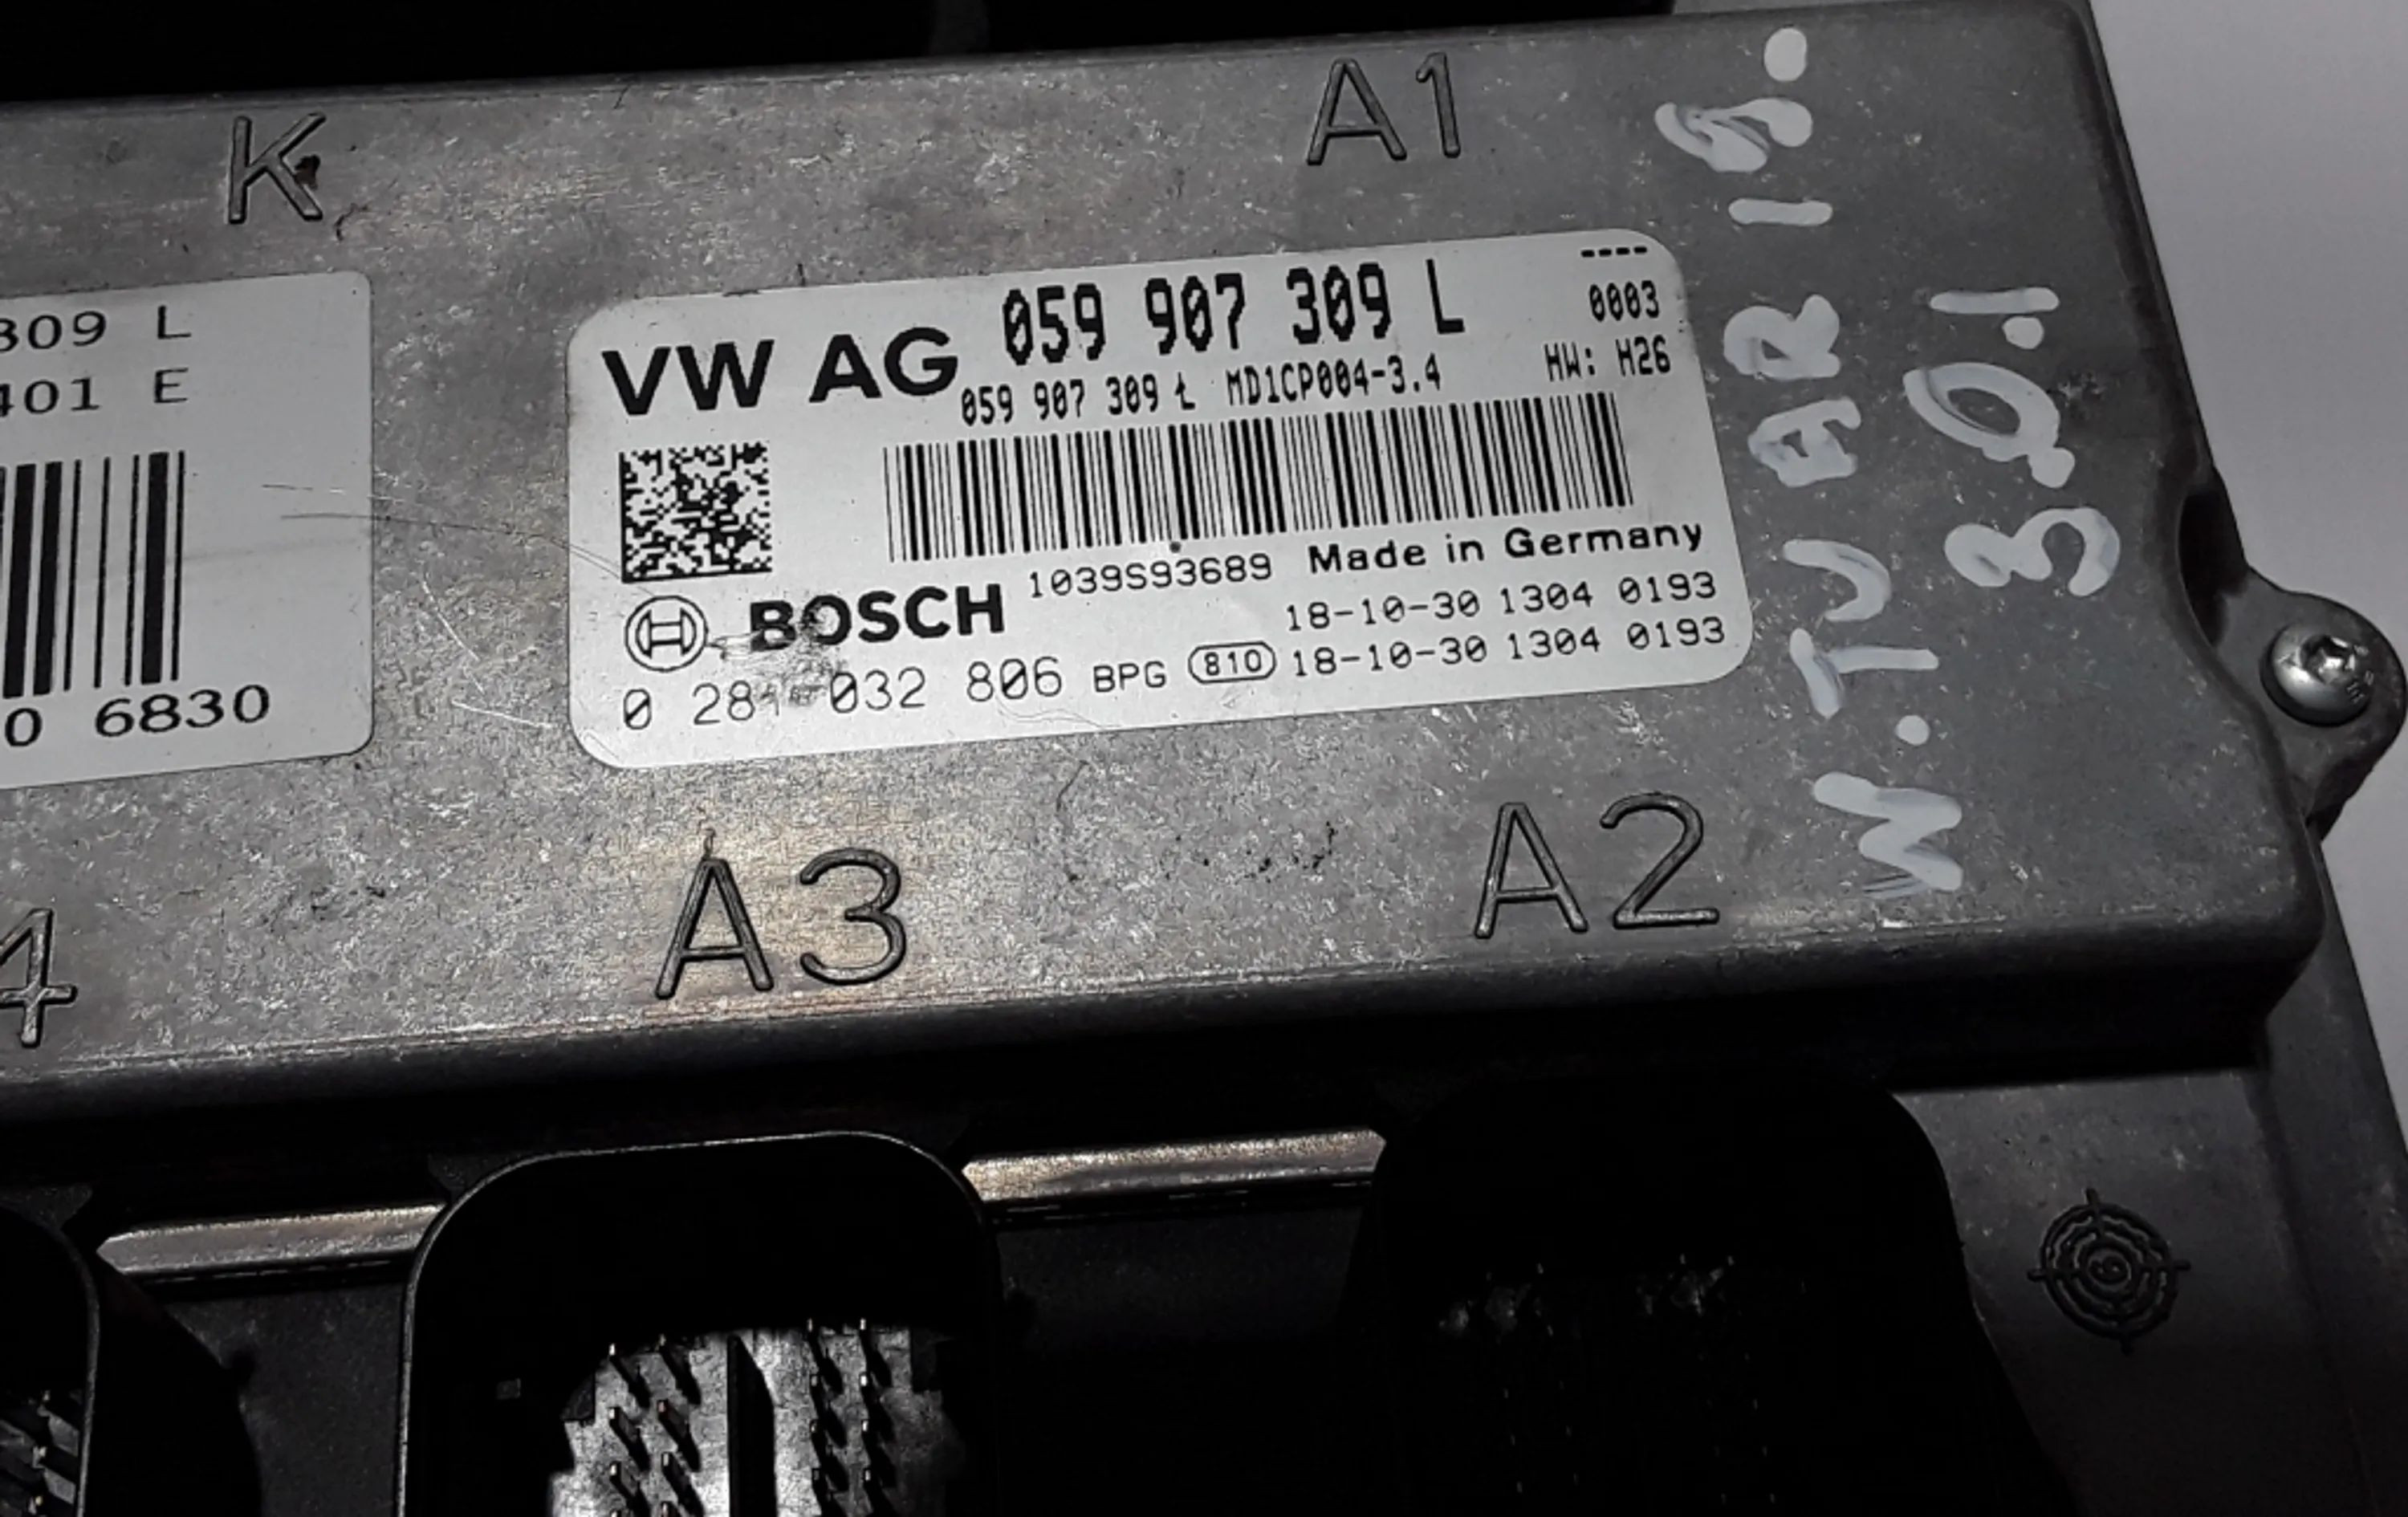 K
A1
309 L
401 E
0 6830
----
VW AG 059 907 309 L 0003
059 907 309 Ł MD1CP004-3.4 HW: H26
1039S93689 Made in Germany
BOSCH 18-10-30 1304 0193
0 281 032 806 BPG 810 18-10-30 1304 0193
N.TUAR 18-
3.0.1
4
A3
A2